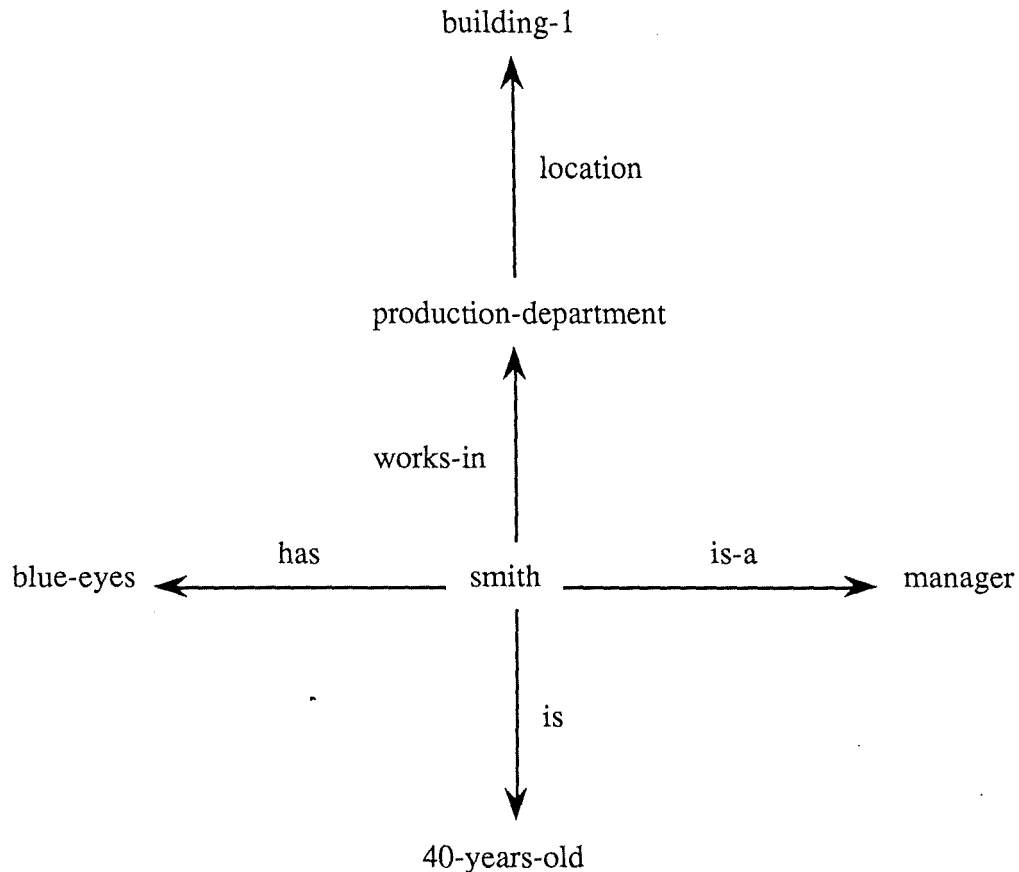 building-1
location
production-department
works-in
has
is-a
blue-eyes
smith
manager
is
40-years-old